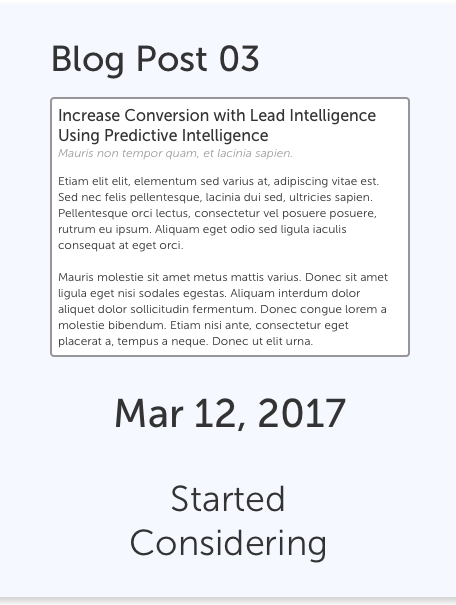 Blog Post 03
Increase Conversion with Lead Intelligence
Using Predictive Intelligence
Mauris non tempor quam, et lacinia sapien.
Etiam elit elit, elementum sed varius at, adipiscing vitae est.
Sed nec felis pellentesque, lacinia dui sed, ultricies sapien.
Pellentesque orci lectus, consectetur vel posuere posuere,
rutrum eu ipsum. Aliquam eget odio sed ligula iaculis
consequat at eget orci.
Mauris molestie sit amet metus mattis varius. Donec sit amet
ligula eget nisi sodales egestas. Aliquam interdum dolor
aliquet dolor sollicitudin fermentum. Donec congue lorem a
molestie bibendum. Etiam nisi ante, consectetur eget
placerat a, tempus a neque. Donec ut elit urna.
Mar 12, 2017
Started
Considering